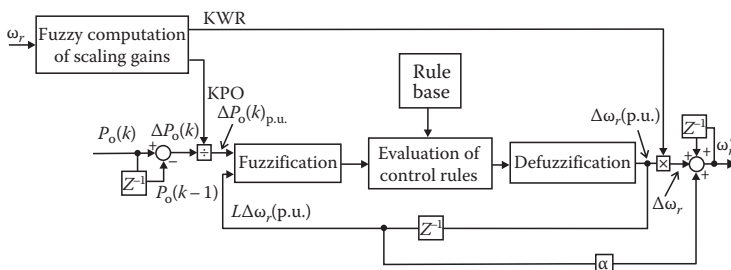 KWR
ω_r
Fuzzy computation
of scaling gains
KPO
Rule
base
ΔP_o(k)_p.u.
P_o(k)
ΔP_o(k)
+
−
÷
Δω_r(p.u.)
Z⁻¹
ω_r*
Fuzzification
Evaluation of
control rules
Defuzzification
×
+
+
+
Z⁻¹
P_o(k−1)
Δω_r
LΔω_r(p.u.)
Z⁻¹
α